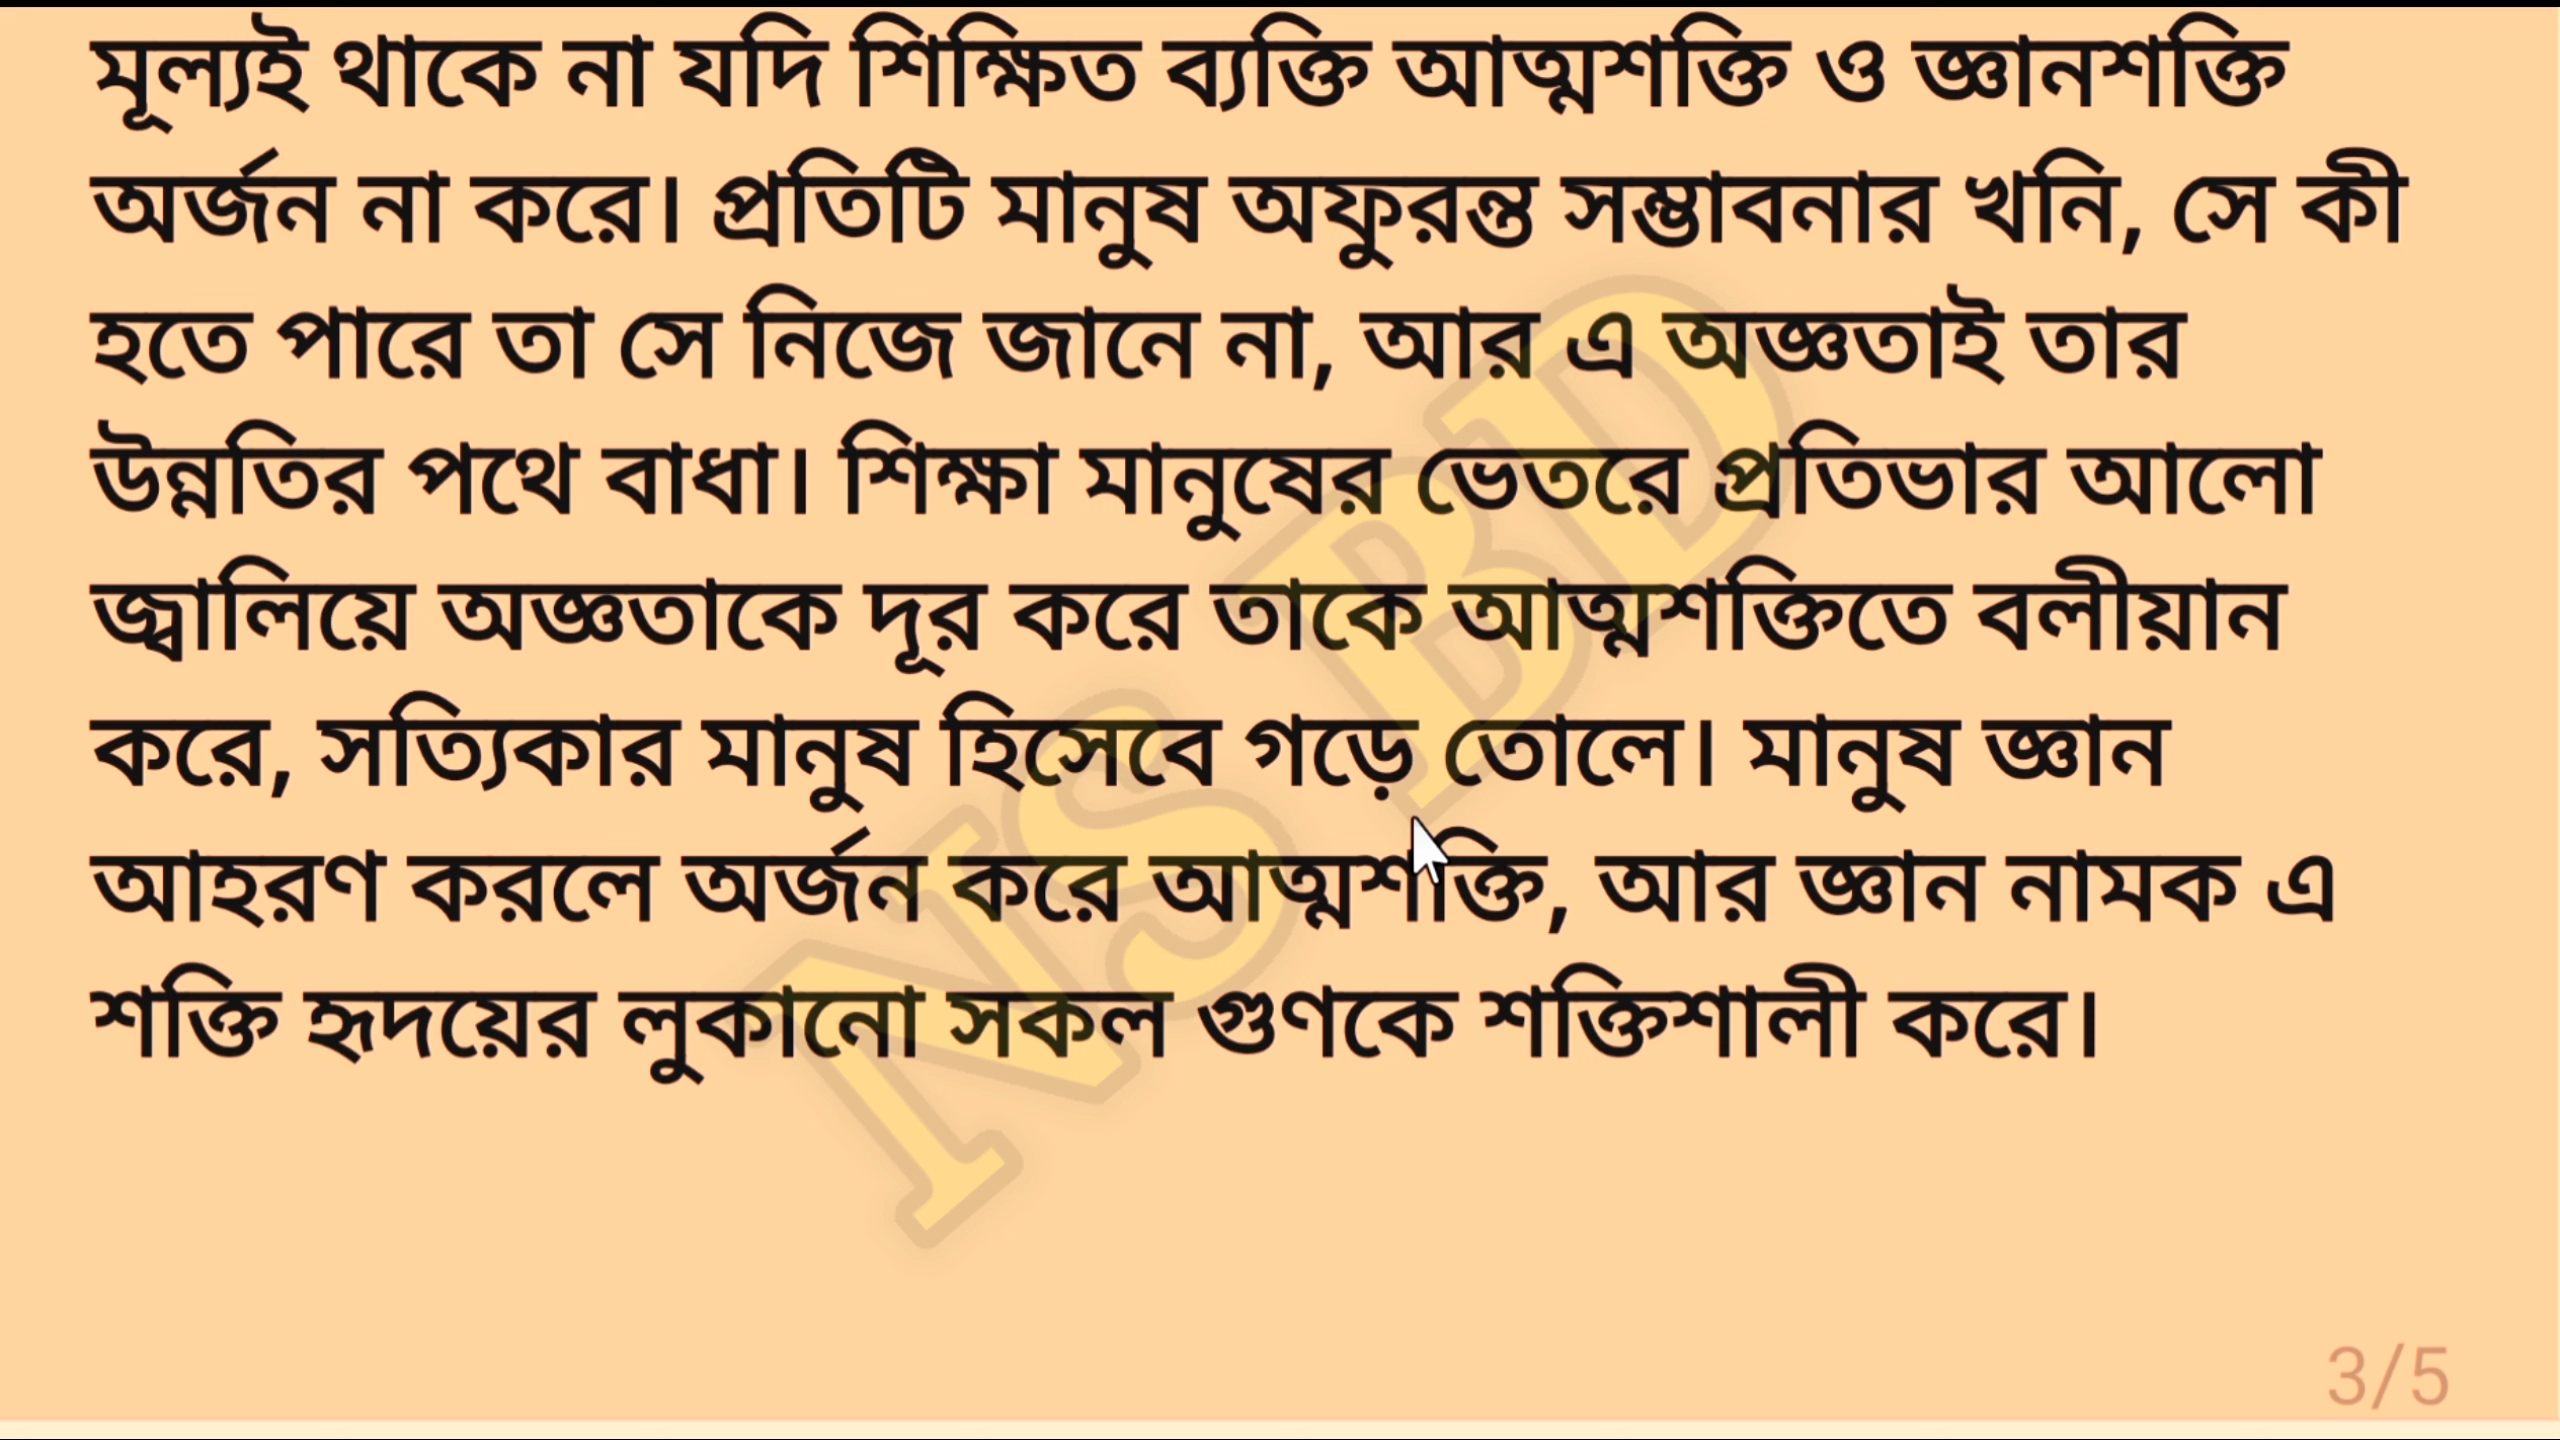 মূল্যই থাকে না যদি শিক্ষিত ব্যক্তি আত্মশক্তি ও জ্ঞানশক্তি
অর্জন না করে। প্রতিটি মানুষ অফুরন্ত সম্ভাবনার খনি, সে কী
হতে পারে তা সে নিজে জানে না, আর এ অজ্ঞতাই তার
উন্নতির পথে বাধা। শিক্ষা মানুষের ভেতরে প্রতিভার আলো
জ্বালিয়ে অজ্ঞতাকে দূর করে তাকে আত্মশক্তিতে বলীয়ান
করে, সত্যিকার মানুষ হিসেবে গড়ে তোলে। মানুষ জ্ঞান
আহরণ করলে অর্জন করে আত্মশক্তি, আর জ্ঞান নামক এ
শক্তি হৃদয়ের লুকানো সকল গুণকে শক্তিশালী করে।
NS BD
3/5